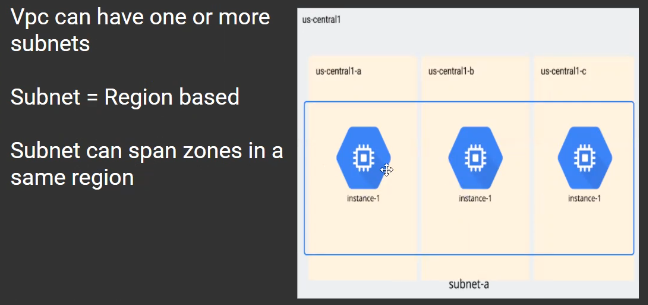 Vpc can have one or more
subnets
Subnet = Region based
Subnet can span zones in a
same region
us-central1
us-central1-a
us-central1-b
us-central1-c
instance-1
instance-1
instance-1
subnet-a